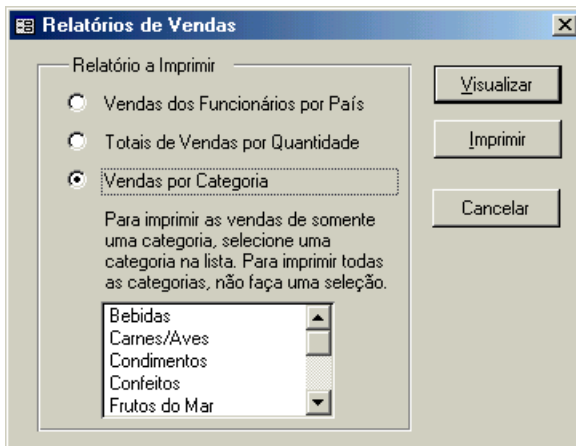 Relatórios de Vendas
Relatório a Imprimir
Vendas dos Funcionários por País
Totais de Vendas por Quantidade
Vendas por Categoria
Para imprimir as vendas de somente
uma categoria, selecione uma
categoria na lista. Para imprimir todas
as categorias, não faça uma seleção.
Bebidas
Carnes/Aves
Condimentos
Confeitos
Frutos do Mar
Visualizar
Imprimir
Cancelar